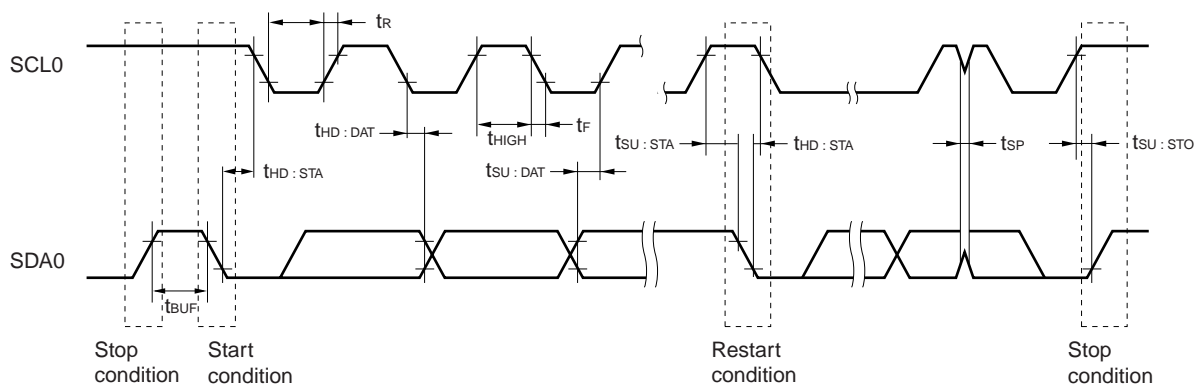 tR
SCL0
tHD : DAT
tHIGH
tF
tSU : STA
tHD : STA
tSP
tSU : STO
tHD : STA
tSU : DAT
SDA0
tBUF
Stop
condition
Start
condition
Restart
condition
Stop
condition